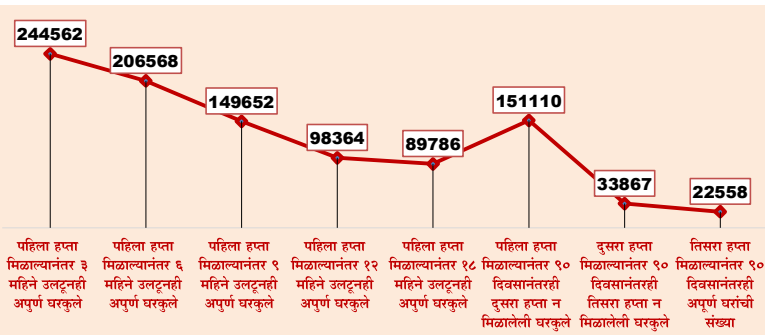 244562
206568
149652
98364
89786
151110
33867
22558
पहिला हप्ता
मिळाल्यानंतर ३
महिने उलटूनही
अपुर्ण घरकुले
पहिला हप्ता
मिळाल्यानंतर ६
महिने उलटूनही
अपुर्ण घरकुले
पहिला हप्ता
मिळाल्यानंतर ९
महिने उलटूनही
अपुर्ण घरकुले
पहिला हप्ता
मिळाल्यानंतर १२
महिने उलटूनही
अपुर्ण घरकुले
पहिला हप्ता
मिळाल्यानंतर १८
महिने उलटूनही
अपुर्ण घरकुले
पहिला हप्ता
मिळाल्यानंतर ९०
दिवसानंतरही
दुसरा हप्ता न
मिळालेली घरकुले
दुसरा हप्ता
मिळाल्यानंतर ९०
दिवसानंतरही
तिसरा हप्ता न
मिळालेली घरकुले
तिसरा हप्ता
मिळाल्यानंतर ९०
दिवसानंतरही
अपूर्ण घरांची
संख्या